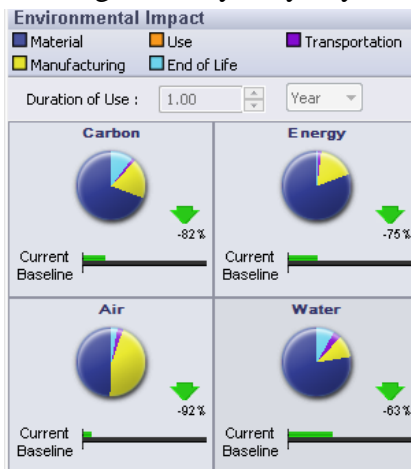 Environmental Impact
Material Use Transportation
Manufacturing End of Life
Duration of Use : 1.00 Year
Carbon Energy
-82 % -75 %
Current Current
Baseline Baseline
Air Water
-92 % -63 %
Current Current
Baseline Baseline